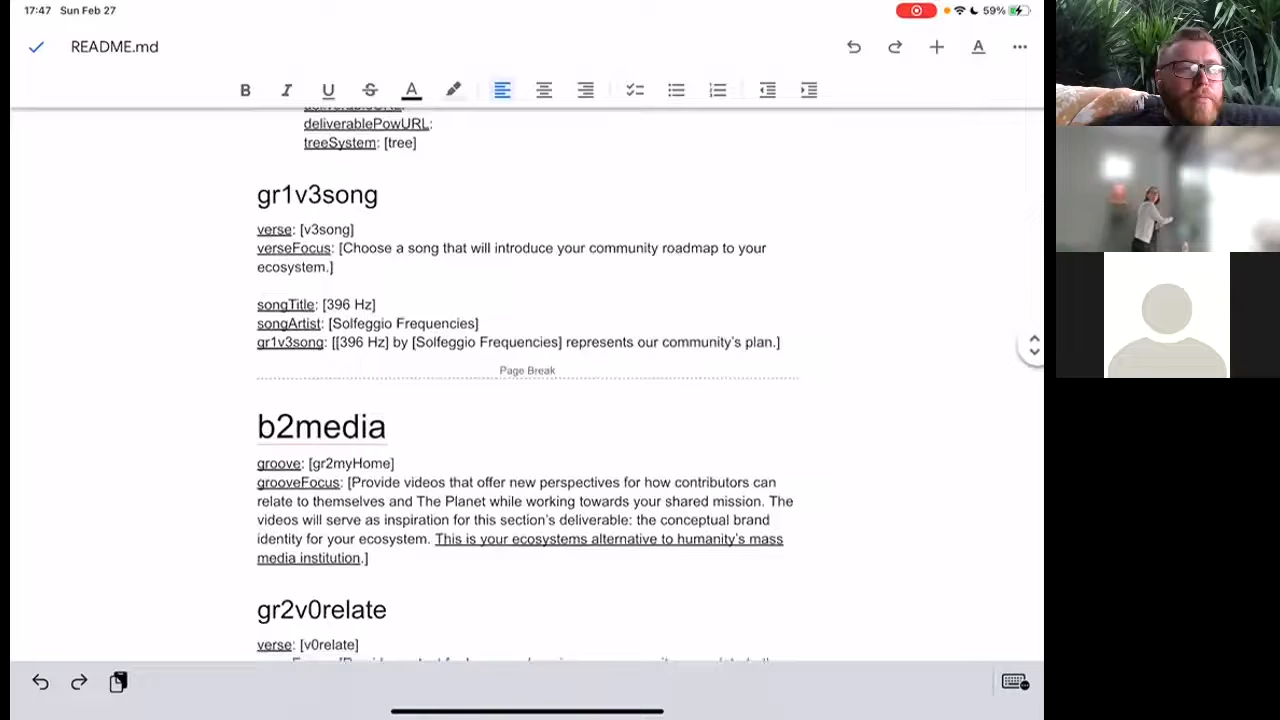 17:47 Sun Feb 27
59%
README.md
B I U S A
deliverablePowURL:
treeSystem: [tree]
gr1v3song
verse: [v3song]
verseFocus: [Choose a song that will introduce your community roadmap to your
ecosystem.]
songTitle: [396 Hz]
songArtist: [Solfeggio Frequencies]
gr1v3song: [[396 Hz] by [Solfeggio Frequencies] represents our community's plan.]
Page Break
b2media
groove: [gr2myHome]
grooveFocus: [Provide videos that offer new perspectives for how contributors can
relate to themselves and The Planet while working towards your shared mission. The
videos will serve as inspiration for this section's deliverable: the conceptual brand
identity for your ecosystem. This is your ecosystems alternative to humanity's mass
media institution.]
gr2v0relate
verse: [v0relate]